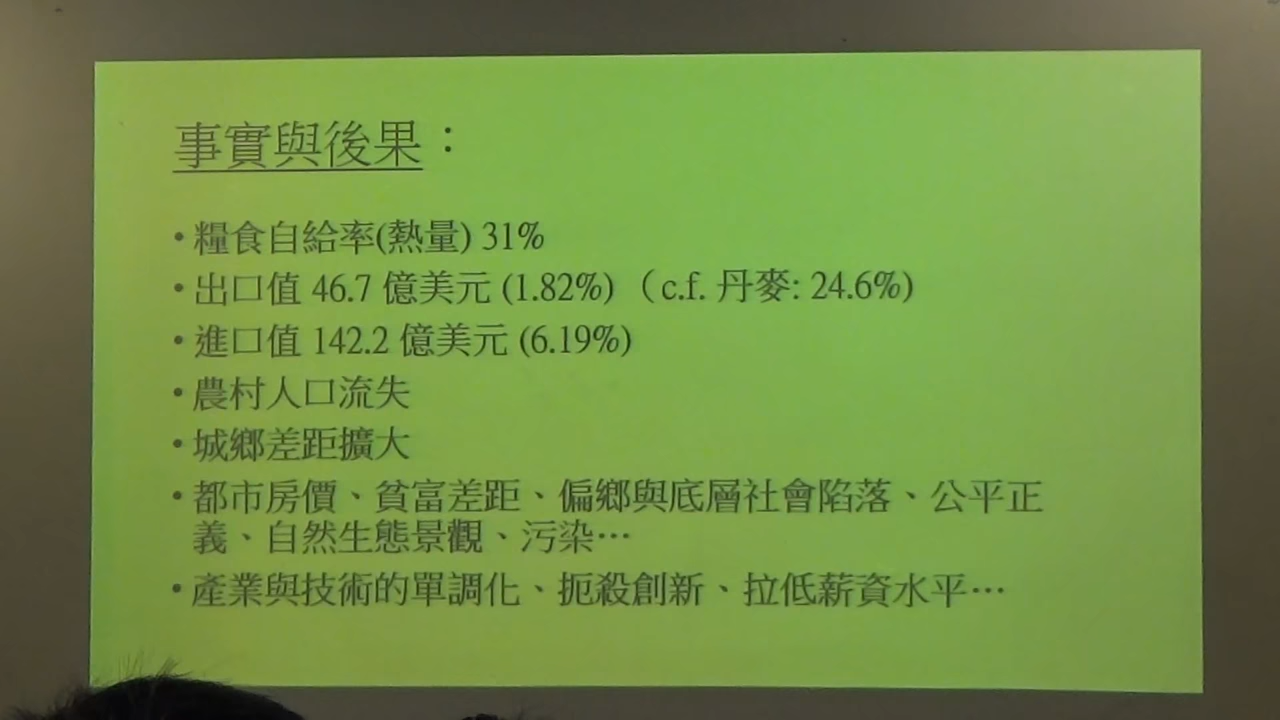 事實與後果：
• 糧食自給率(熱量) 31%
• 出口值 46.7 億美元 (1.82%)（c.f. 丹麥: 24.6%)
• 進口值 142.2 億美元 (6.19%)
• 農村人口流失
• 城鄉差距擴大
• 都市房價、貧富差距、偏鄉與底層社會陷落、公平正
義、自然生態景觀、污染…
• 產業與技術的單調化、扼殺創新、拉低薪資水平…